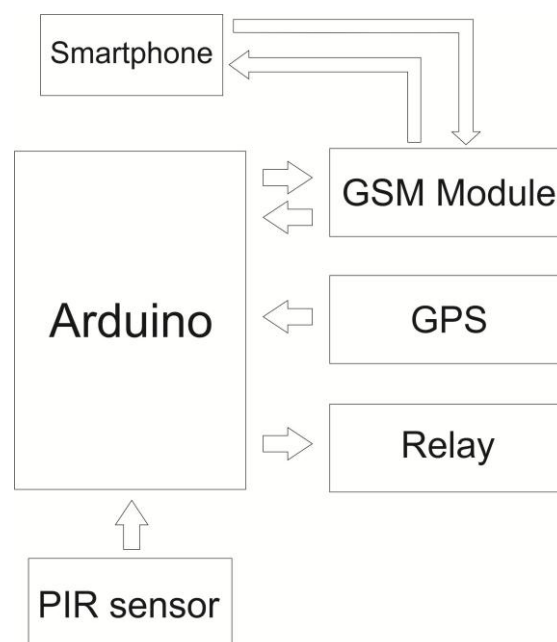 Smartphone
GSM Module
Arduino
GPS
Relay
PIR sensor